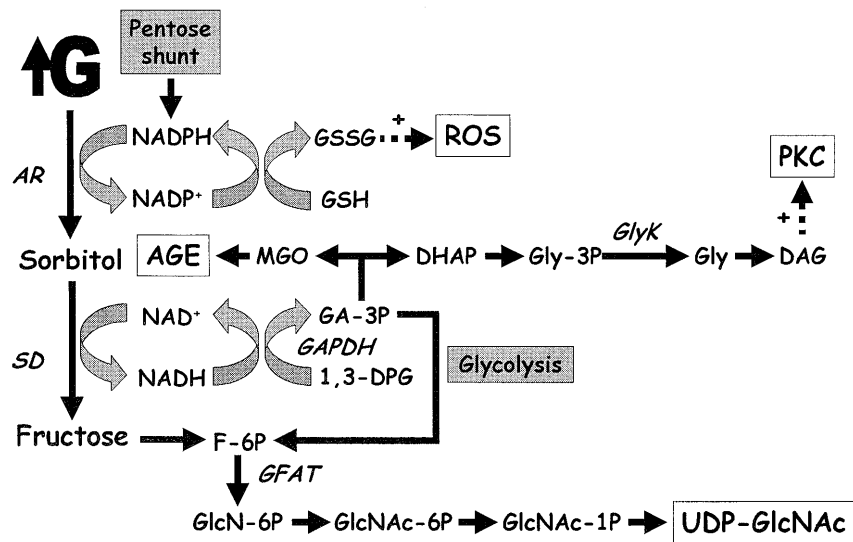 G
Pentose
shunt
NADPH
GSSG
+
ROS
AR
NADP+
GSH
PKC
+
GlyK
Sorbitol
AGE
MGO
DHAP
Gly-3P
Gly
DAG
NAD+
GA-3P
GAPDH
SD
NADH
1,3-DPG
Glycolysis
Fructose
F-6P
GFAT
GlcN-6P
GlcNAc-6P
GlcNAc-1P
UDP-GlcNAc